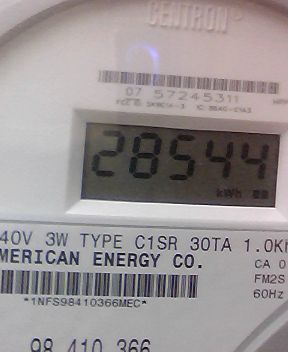 CENTRON®
07 57245311
28544
kWh
40V 3W TYPE C1SR 30TA 1.0Kh
MERICAN ENERGY CO.
CA 0
FM2S
60Hz
*1NFS98410366MEC*
98 410 366